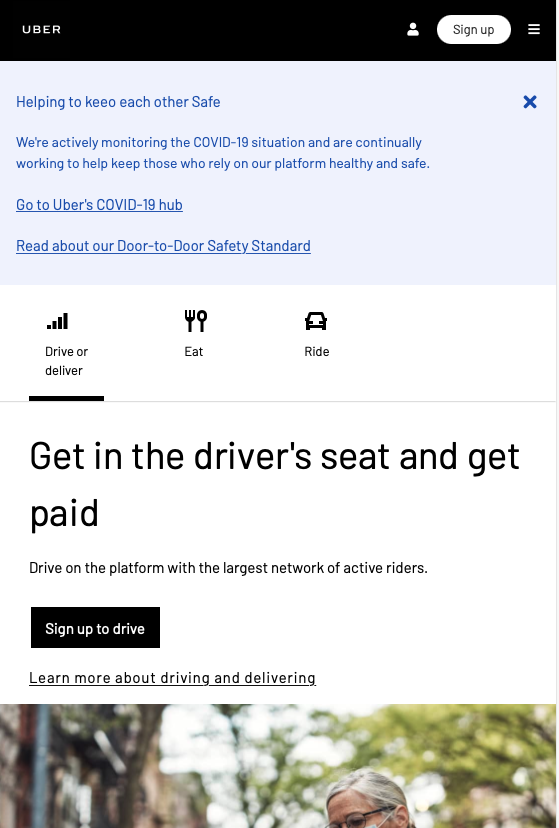 UBER
Sign up
Helping to keeo each other Safe
We're actively monitoring the COVID-19 situation and are continually
working to help keep those who rely on our platform healthy and safe.
Go to Uber's COVID-19 hub
Read about our Door-to-Door Safety Standard
Drive or
deliver
Eat
Ride
Get in the driver's seat and get
paid
Drive on the platform with the largest network of active riders.
Sign up to drive
Learn more about driving and delivering